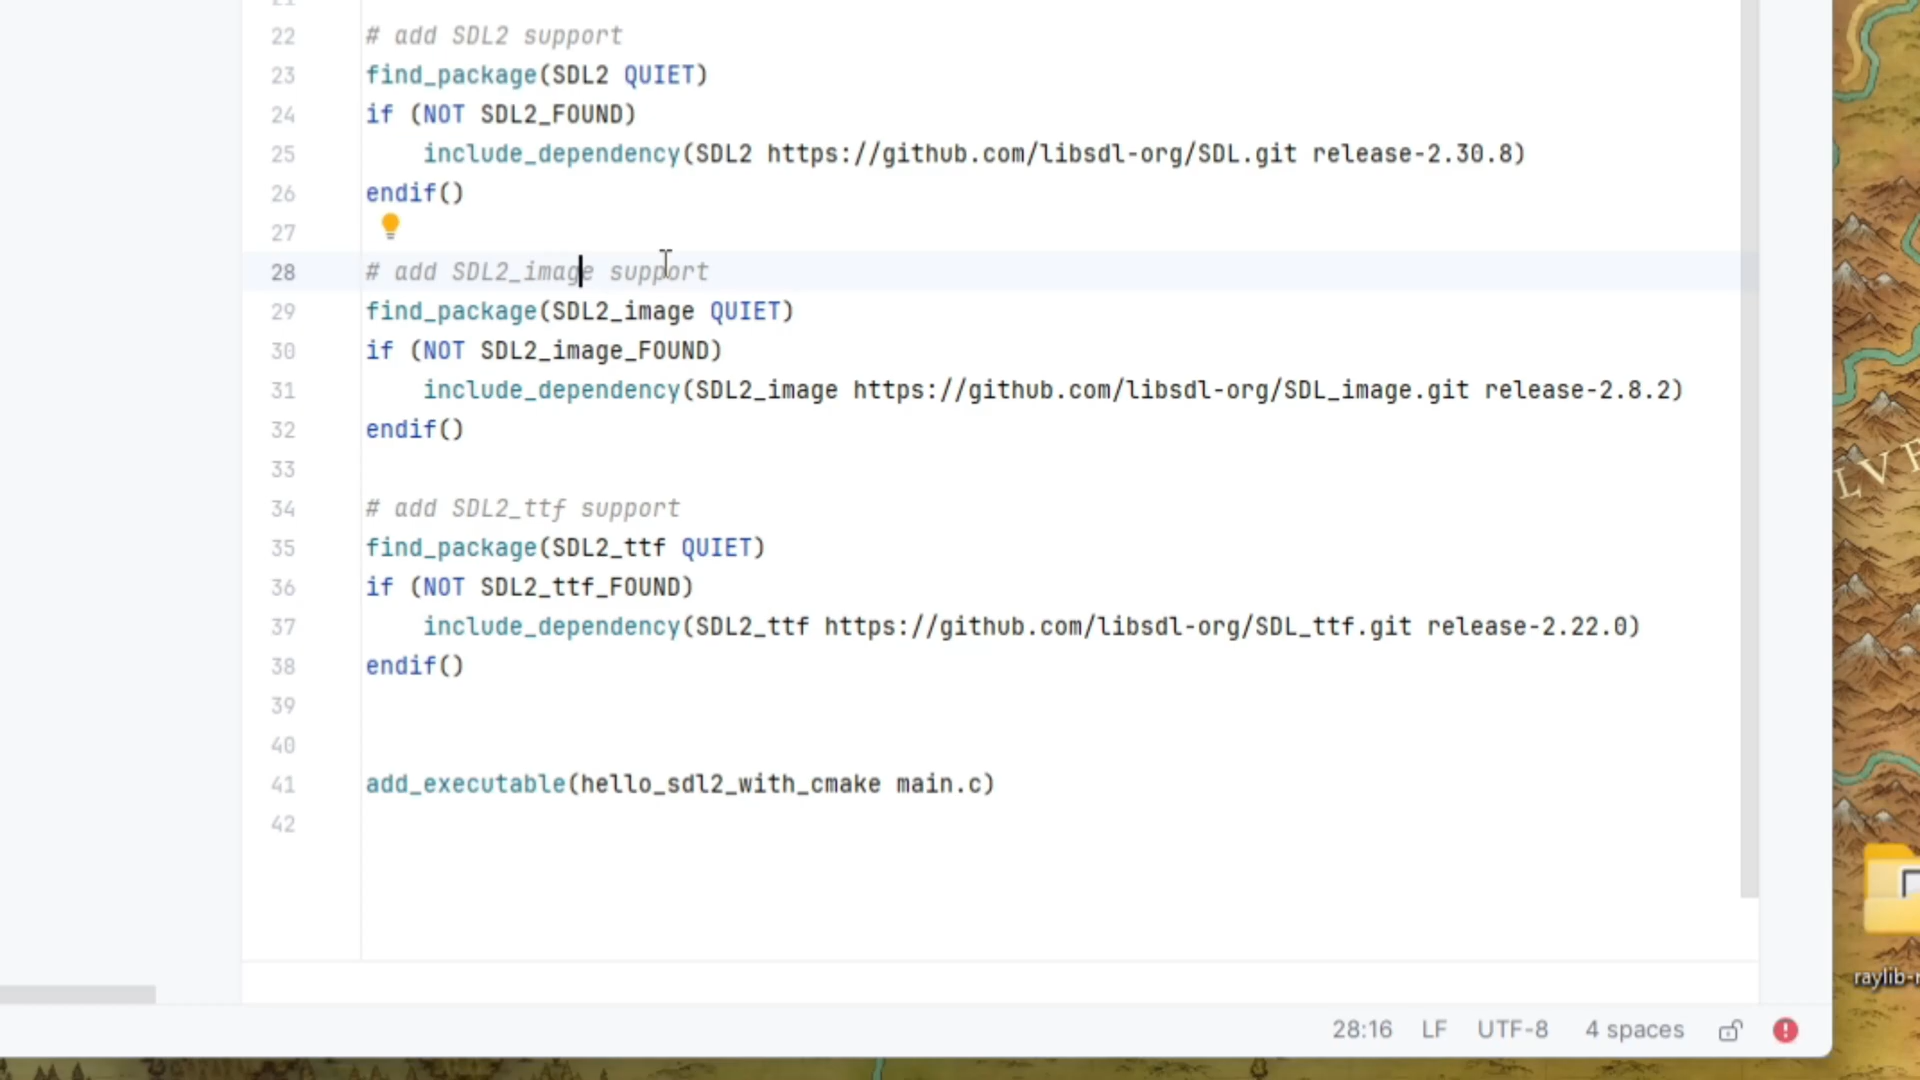 22 # add SDL2 support
23 find_package(SDL2 QUIET)
24 if (NOT SDL2_FOUND)
25     include_dependency(SDL2 https://github.com/libsdl-org/SDL.git release-2.30.8)
26 endif()
27
28 # add SDL2_image support
29 find_package(SDL2_image QUIET)
30 if (NOT SDL2_image_FOUND)
31     include_dependency(SDL2_image https://github.com/libsdl-org/SDL_image.git release-2.8.2)
32 endif()
33
34 # add SDL2_ttf support
35 find_package(SDL2_ttf QUIET)
36 if (NOT SDL2_ttf_FOUND)
37     include_dependency(SDL2_ttf https://github.com/libsdl-org/SDL_ttf.git release-2.22.0)
38 endif()
39
40
41 add_executable(hello_sdl2_with_cmake main.c)
42
LVE
raylib-r
28:16 LF UTF-8 4 spaces